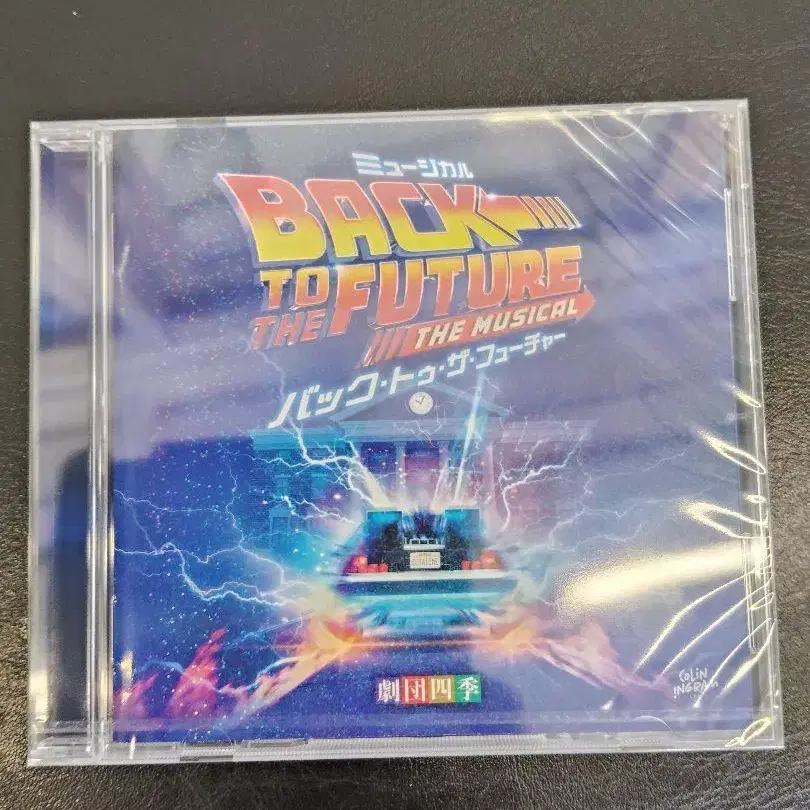 ミュージカル
BACK
TO THE FUTURE
THE MUSICAL
バック・トゥ・ザ・フューチャー
劇団四季
COLIN
INGRAM